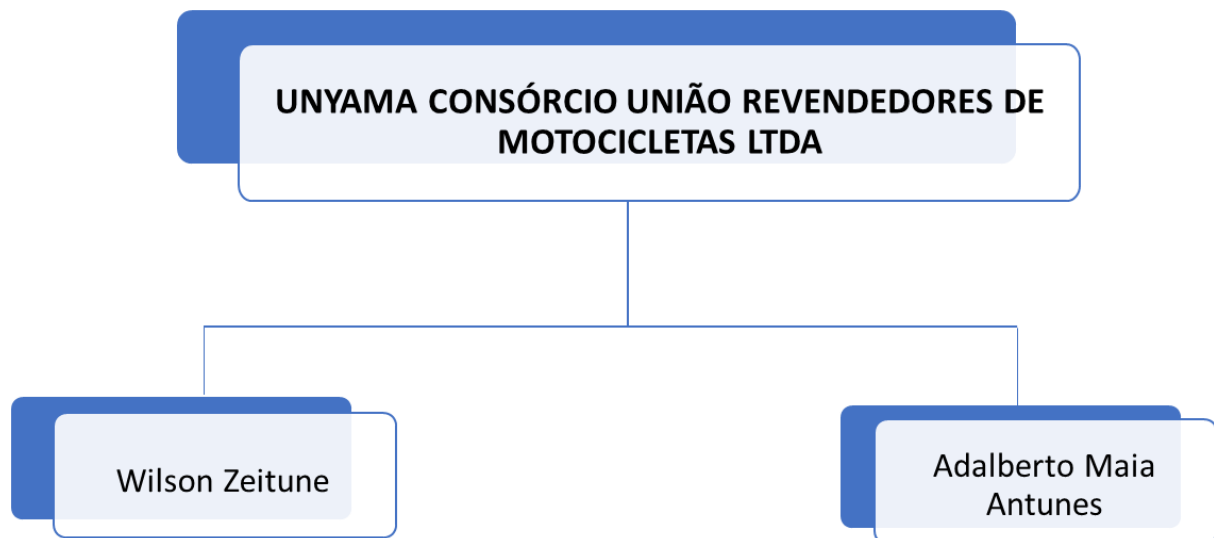 UNYAMA CONSÓRCIO UNIÃO REVENDEDORES DE
MOTOCICLETAS LTDA
Wilson Zeitune
Adalberto Maia
Antunes